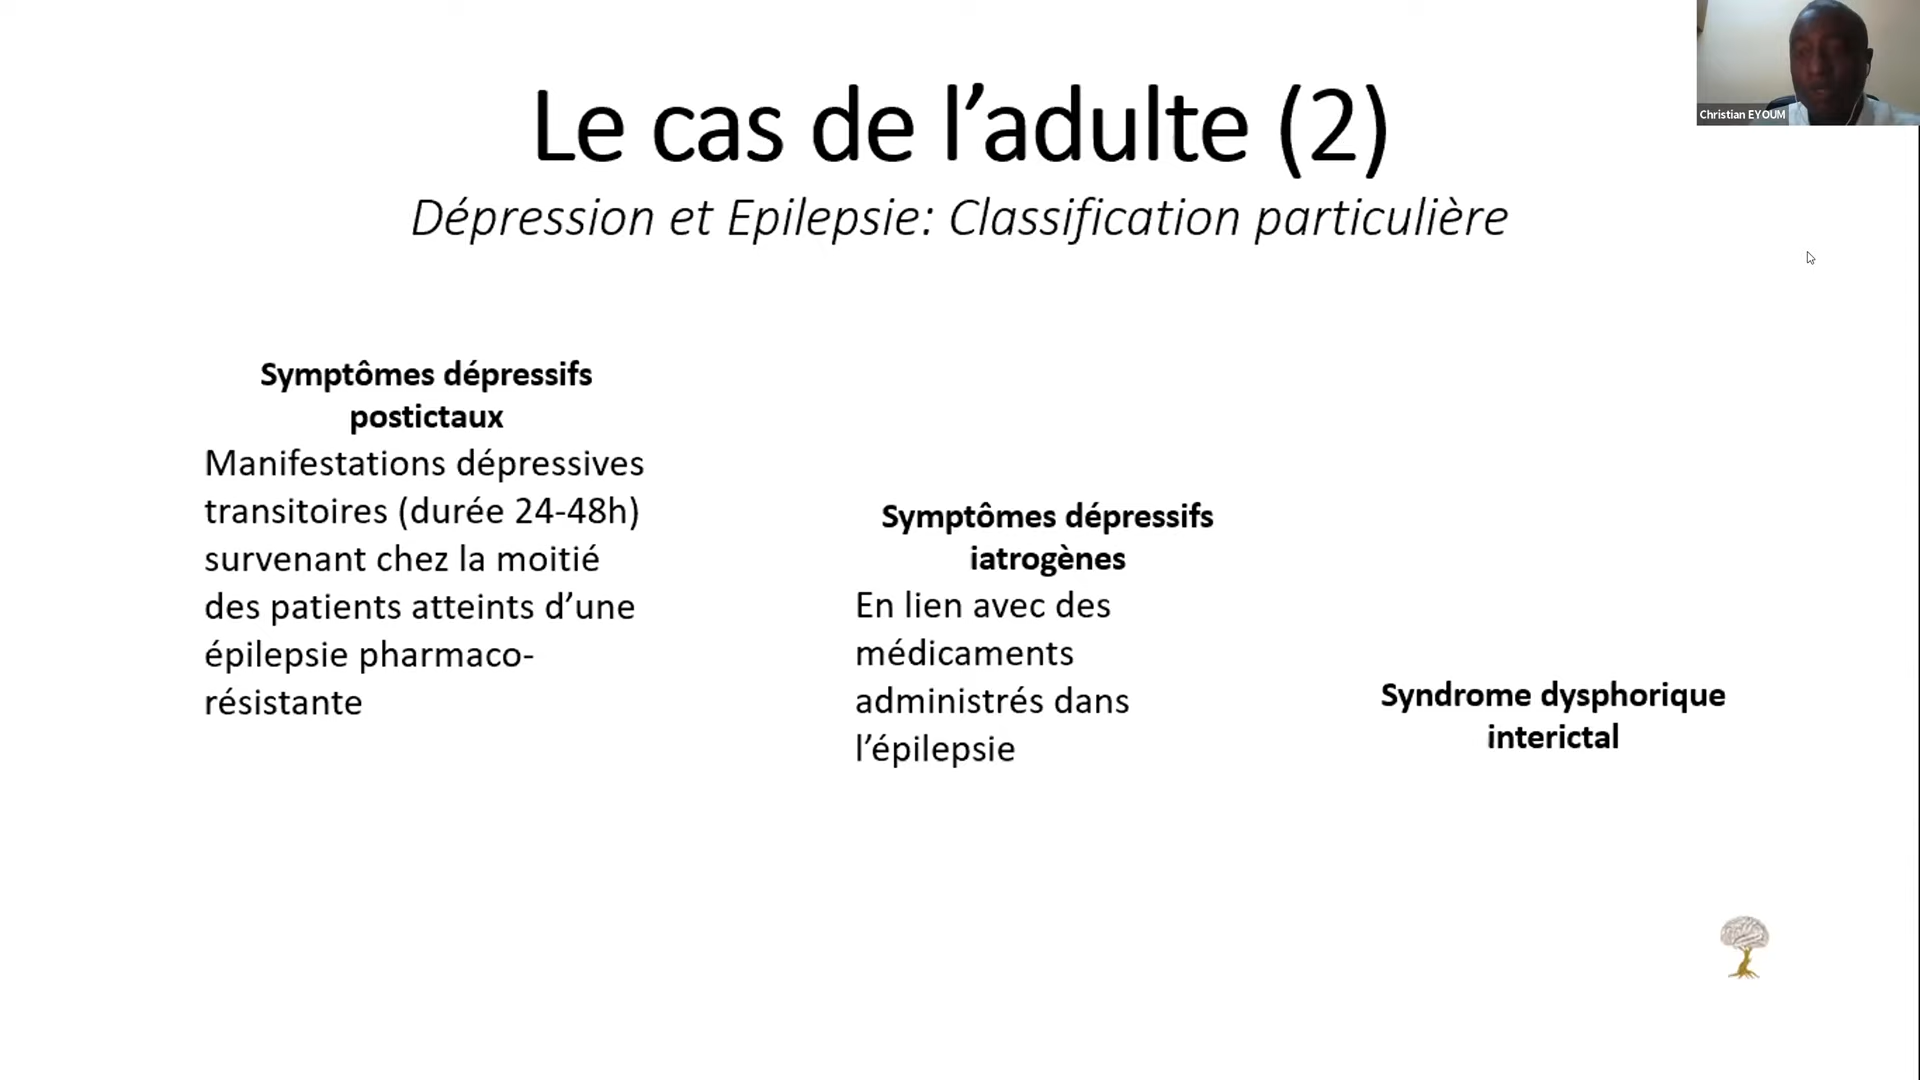 Le cas de l’adulte (2)
Dépression et Epilepsie: Classification particulière
Christian EYOUM
Symptômes dépressifs
postictaux
Manifestations dépressives
transitoires (durée 24-48h)
survenant chez la moitié
des patients atteints d’une
épilepsie pharmaco-
résistante
Symptômes dépressifs
iatrogènes
En lien avec des
médicaments
administrés dans
l’épilepsie
Syndrome dysphorique
interictal